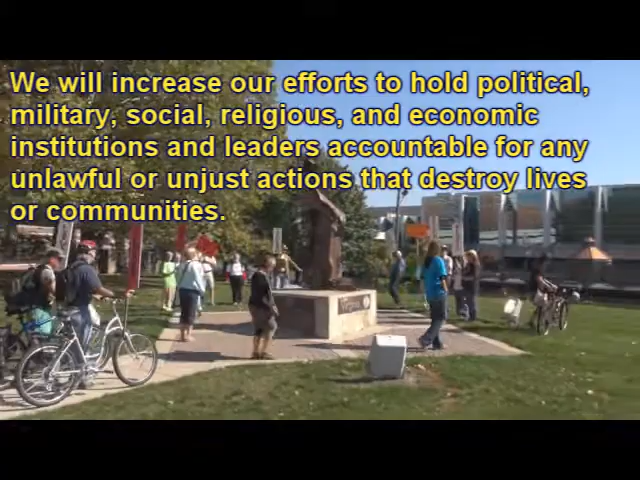 We will increase our efforts to hold political,
military, social, religious, and economic
institutions and leaders accountable for any
unlawful or unjust actions that destroy lives
or communities.